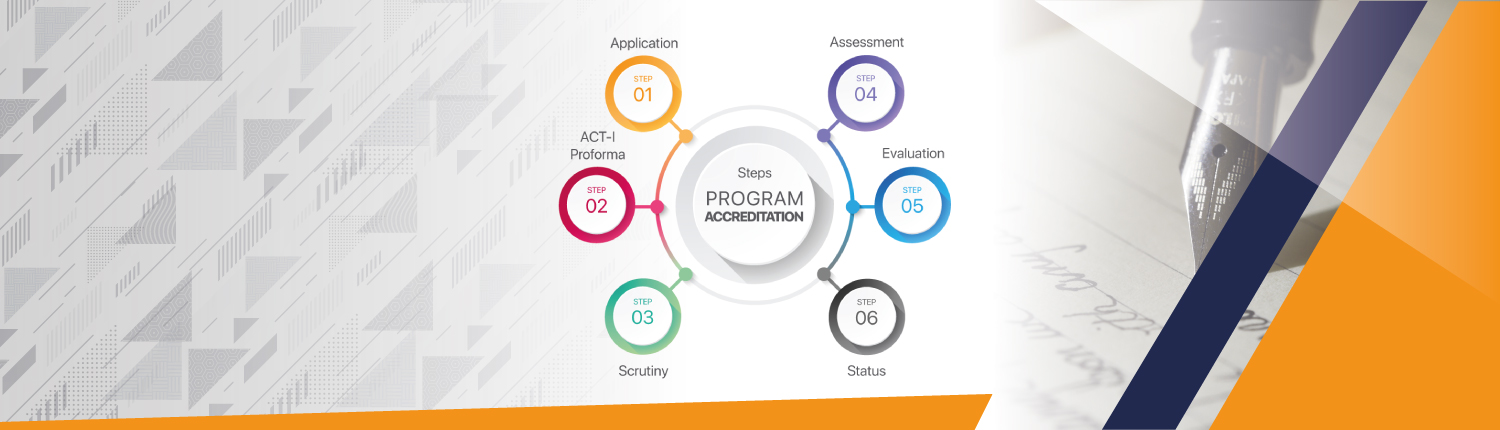 Application
STEP
01
ACT-I
Proforma
STEP
02
STEP
03
Scrutiny
Steps
PROGRAM
ACCREDITATION
Assessment
STEP
04
Evaluation
STEP
05
STEP
06
Status